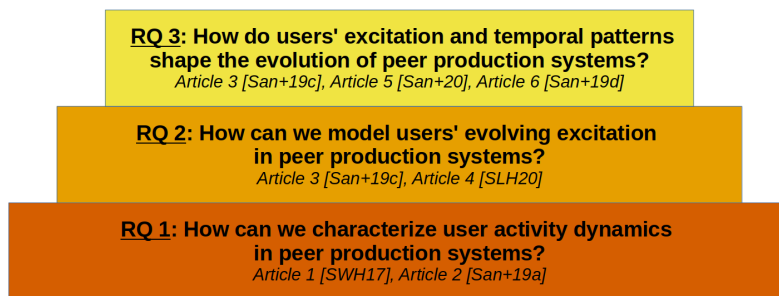 RQ 3: How do users' excitation and temporal patterns
shape the evolution of peer production systems?
Article 3 [San+19c], Article 5 [San+20], Article 6 [San+19d]
RQ 2: How can we model users' evolving excitation
in peer production systems?
Article 3 [San+19c], Article 4 [SLH20]
RQ 1: How can we characterize user activity dynamics
in peer production systems?
Article 1 [SWH17], Article 2 [San+19a]